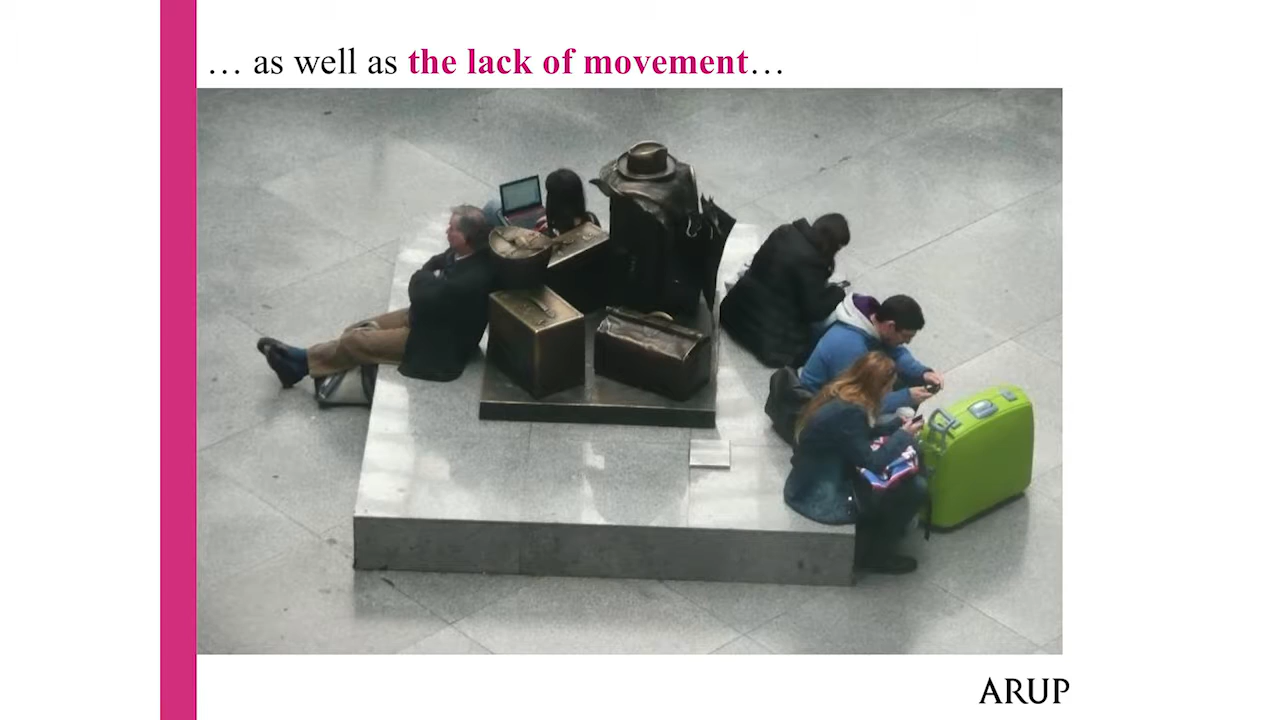 … as well as the lack of movement…
ARUP